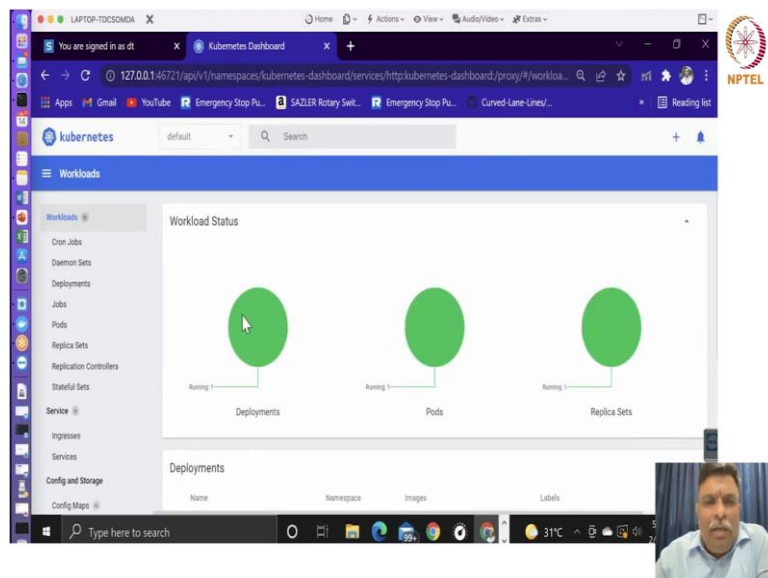 LAPTOP-TDCSOMDA
Home
Actions
View
Audio/Video
Extras
NPTEL
You are signed in as dt
Kubernetes Dashboard
127.0.0.1:46721/api/v1/namespaces/kubernetes-dashboard/services/http:kubernetes-dashboard:/proxy/#/workloa...
Apps
Gmail
YouTube
Emergency Stop Pu...
SAZLER Rotary Swit...
Emergency Stop Pu...
Curved-Lane-Lines/...
»
Reading list
14
kubernetes
default
Search
Workloads
Workloads N
Cron Jobs
Daemon Sets
Deployments
Jobs
Pods
Replica Sets
Replication Controllers
Stateful Sets
Service N
Ingresses
Services
Config and Storage
Config Maps N
Workload Status
Running: 1
Deployments
Running: 1
Pods
Running: 1
Replica Sets
Deployments
Name
Namespace
Images
Labels
Type here to search
99+
31°C